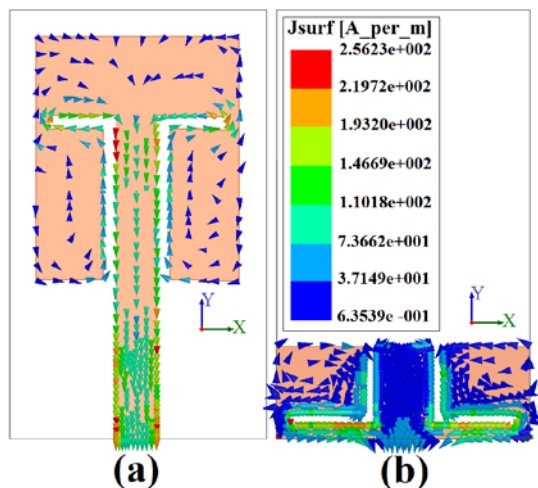 Jsurf [A_per_m]
2.5623e+002
2.1972e+002
1.9320e+002
1.4669e+002
1.1018e+002
7.3662e+001
3.7149e+001
6.3539e -001
Y
X
Y
X
(a)
(b)